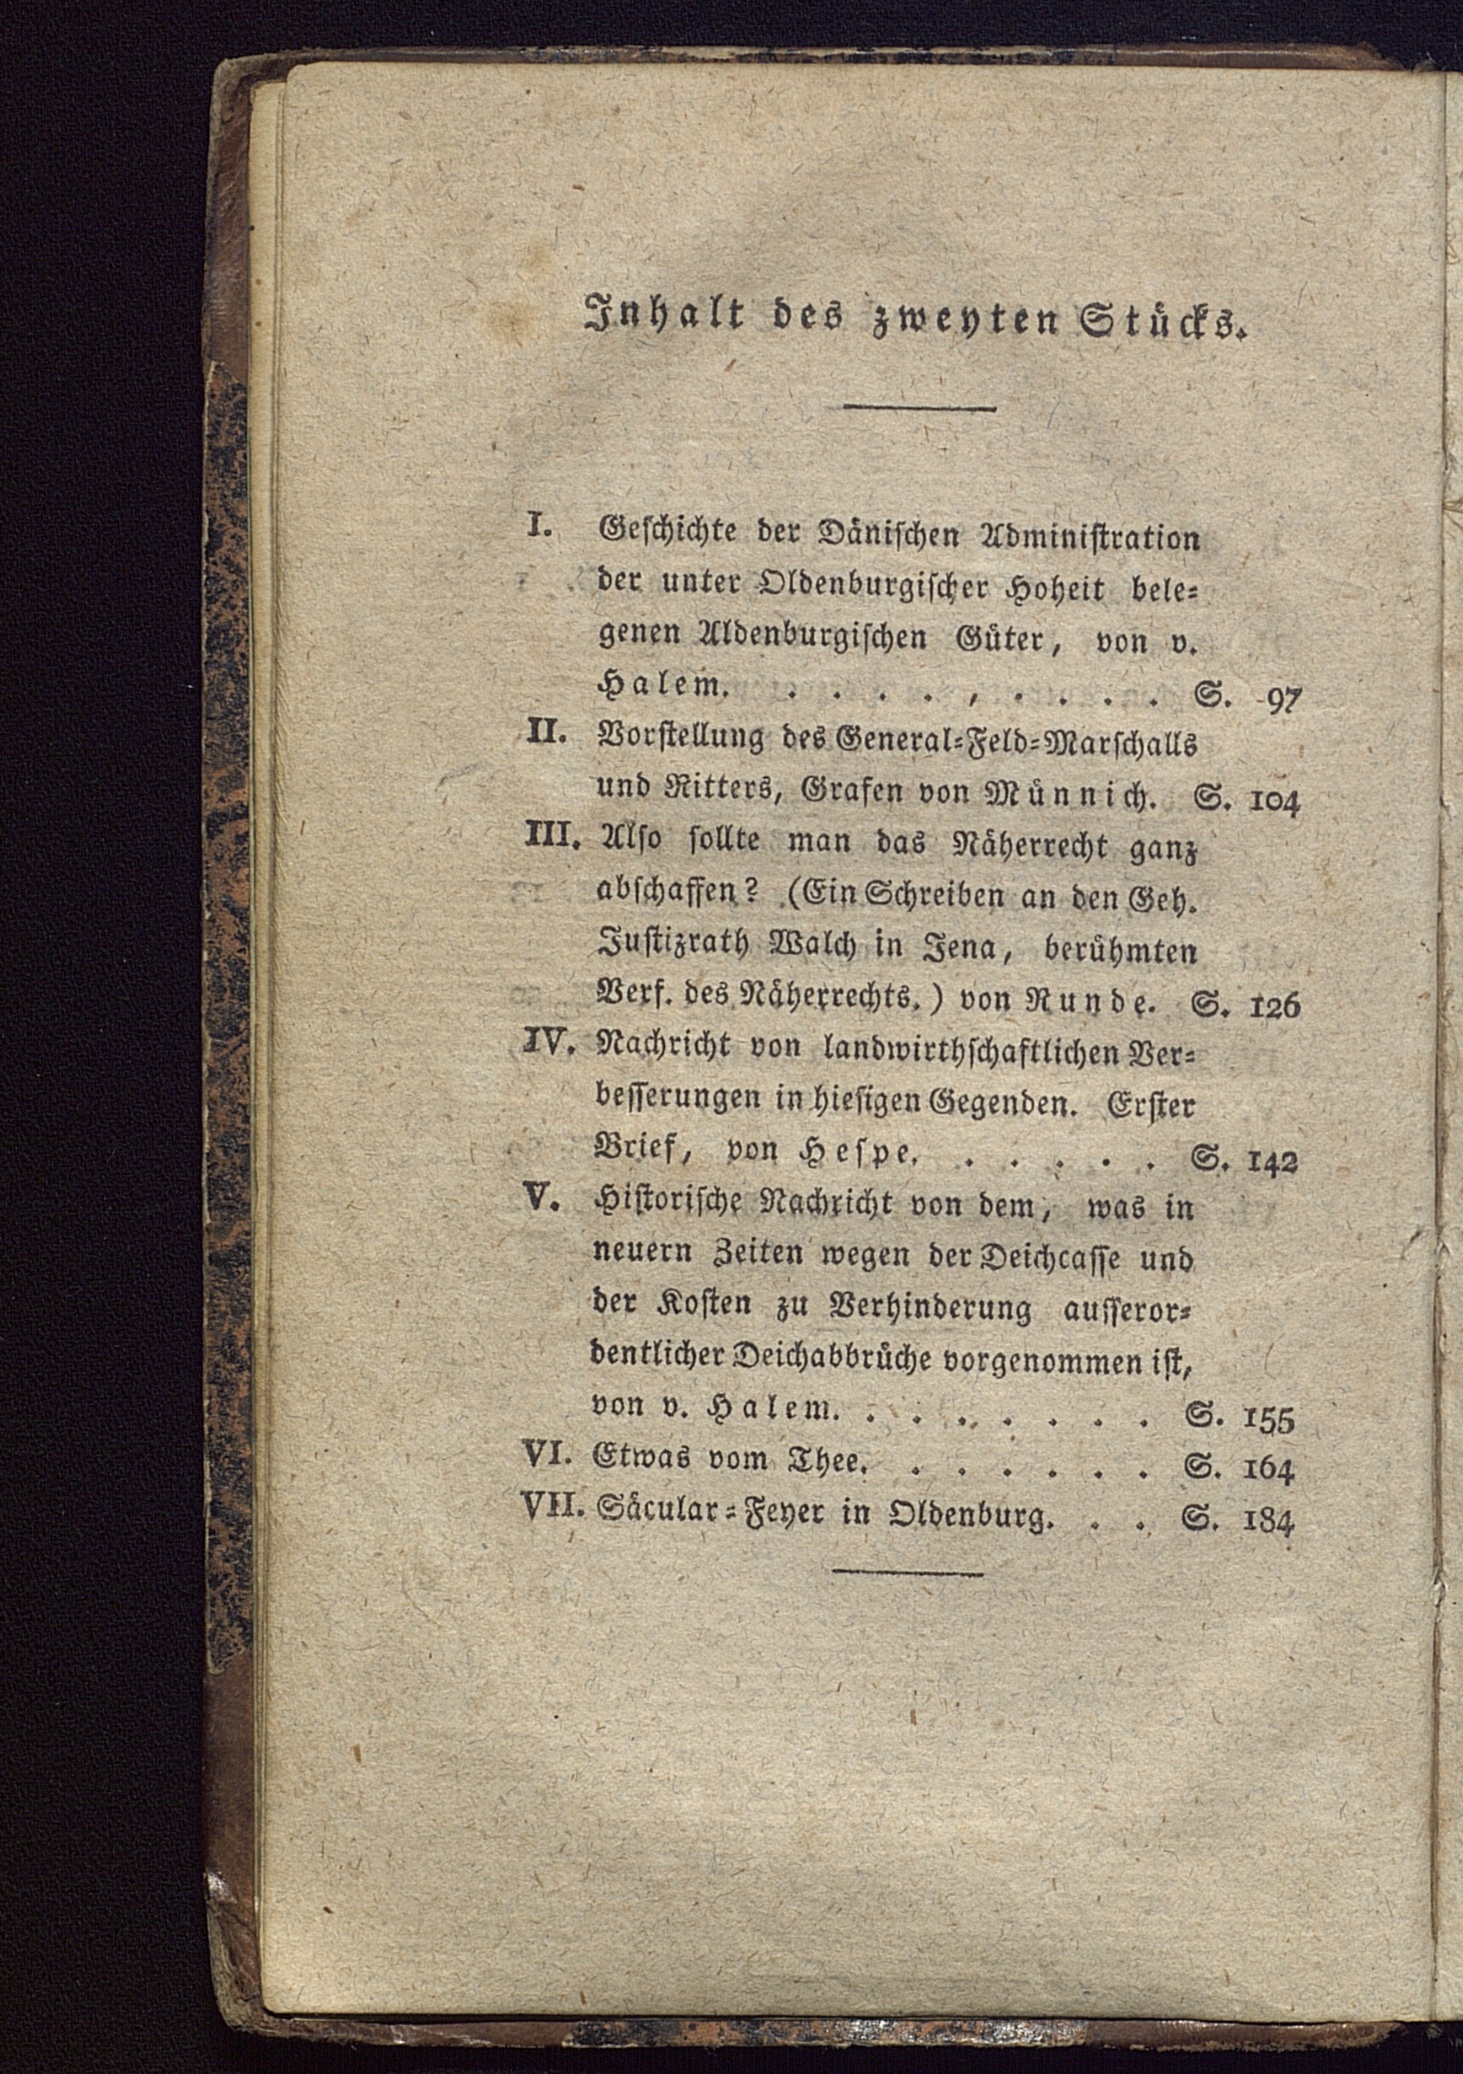 Inhalt des zweyten Stücks.
I. Geschichte der Dänischen Administration
der unter Oldenburgischer Hoheit bele-
genen Aldenburgischen Güter, von v.
Halem. . . . . . , . . . . S. 97
II. Vorstellung des General-Feld-Marschalls
und Ritters, Grafen von Münnich. S. 104
III. Also sollte man das Näherrecht ganz
abschaffen? (Ein Schreiben an den Geh.
Justizrath Walch in Jena, berühmten
Verf. des Näherrechts.) von Runde. S. 126
IV. Nachricht von landwirthschaftlichen Ver-
besserungen in hiesigen Gegenden. Erster
Brief, von Hespe. . . . . . S. 142
V. Historische Nachricht von dem, was in
neuern Zeiten wegen der Deichcasse und
der Kosten zu Verhinderung ausseror-
dentlicher Deichabbrüche vorgenommen ist,
von v. Halem. . . . . . . . S. 155
VI. Etwas vom Thee. . . . . . . S. 164
VII. Säcular-Feyer in Oldenburg. . . S. 184